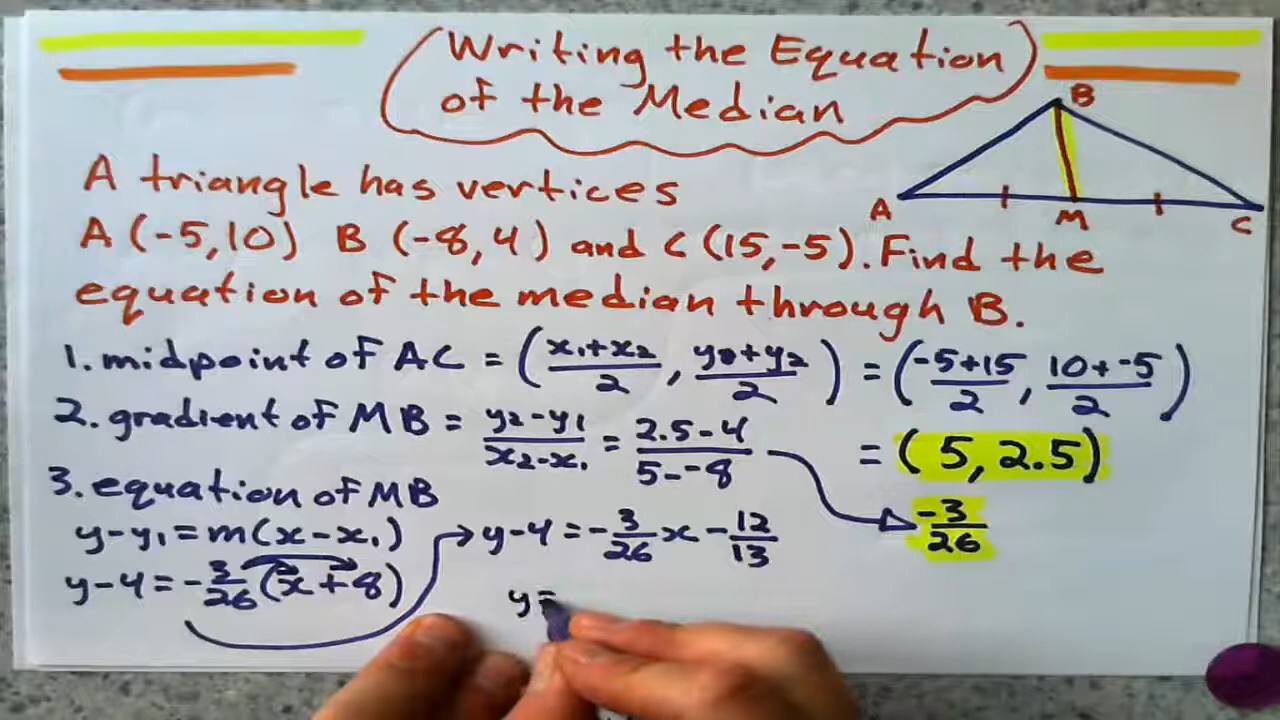 Writing the Equation
of the Median
B
A
M
C
A triangle has vertices
A (-5,10) B (-8,4) and C (15,-5). Find the
equation of the median through B.
1. midpoint of AC = (x₁+x₂/2, y₁+y₂/2) = (-5+15/2, 10+-5/2)
= (5, 2.5)
2. gradient of MB = y₂-y₁/x₂-x₁ = 2.5-4/5--8
-3/26
3. equation of MB
y-y₁ = m(x-x₁)
y-4 = -3/26(x+8)
y-4 = -3/26x - 12/13
y=